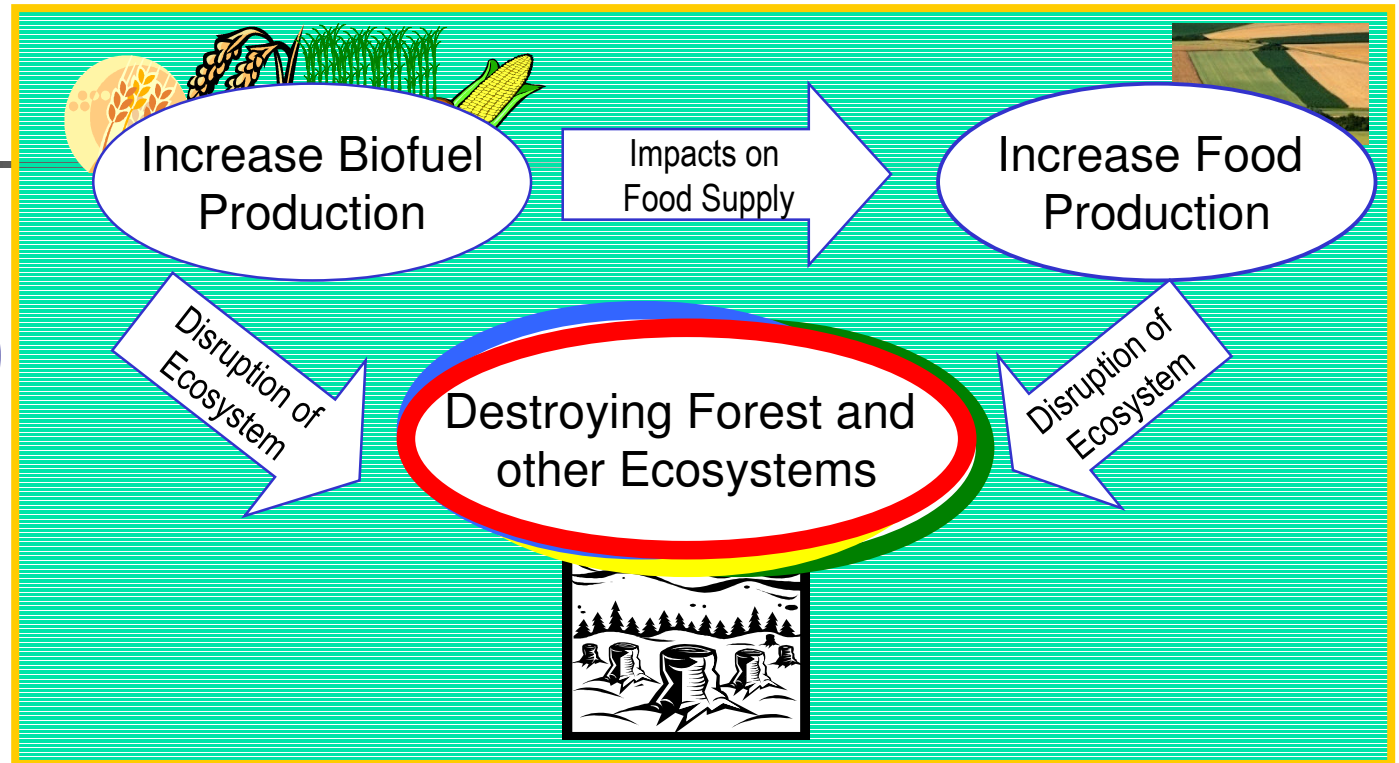 Increase Biofuel
Production
Impacts on
Food Supply
Increase Food
Production
Disruption of
Ecosystem
Destroying Forest and
other Ecosystems
Disruption of
Ecosystem